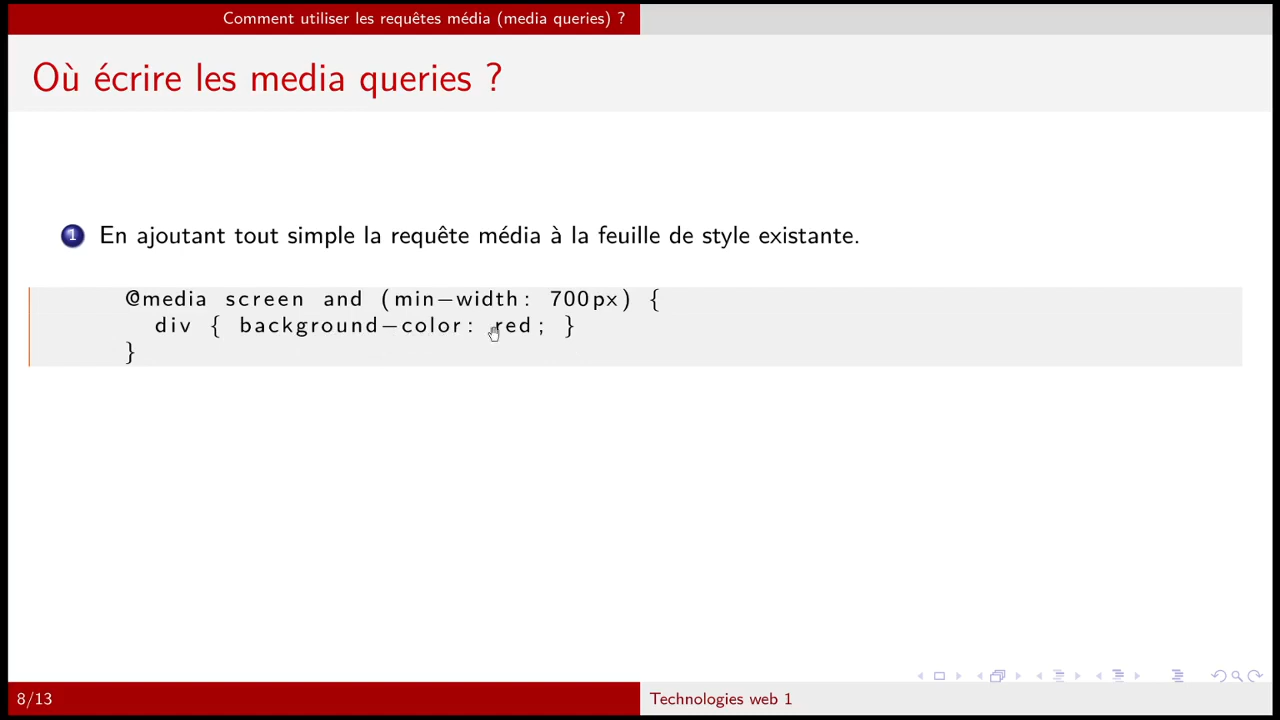 Comment utiliser les requêtes média (media queries) ?
Où écrire les media queries ?
1 En ajoutant tout simple la requête média à la feuille de style existante.
@media screen and (min−width: 700px) {
div { background−color: red; }
}
8/13
Technologies web 1